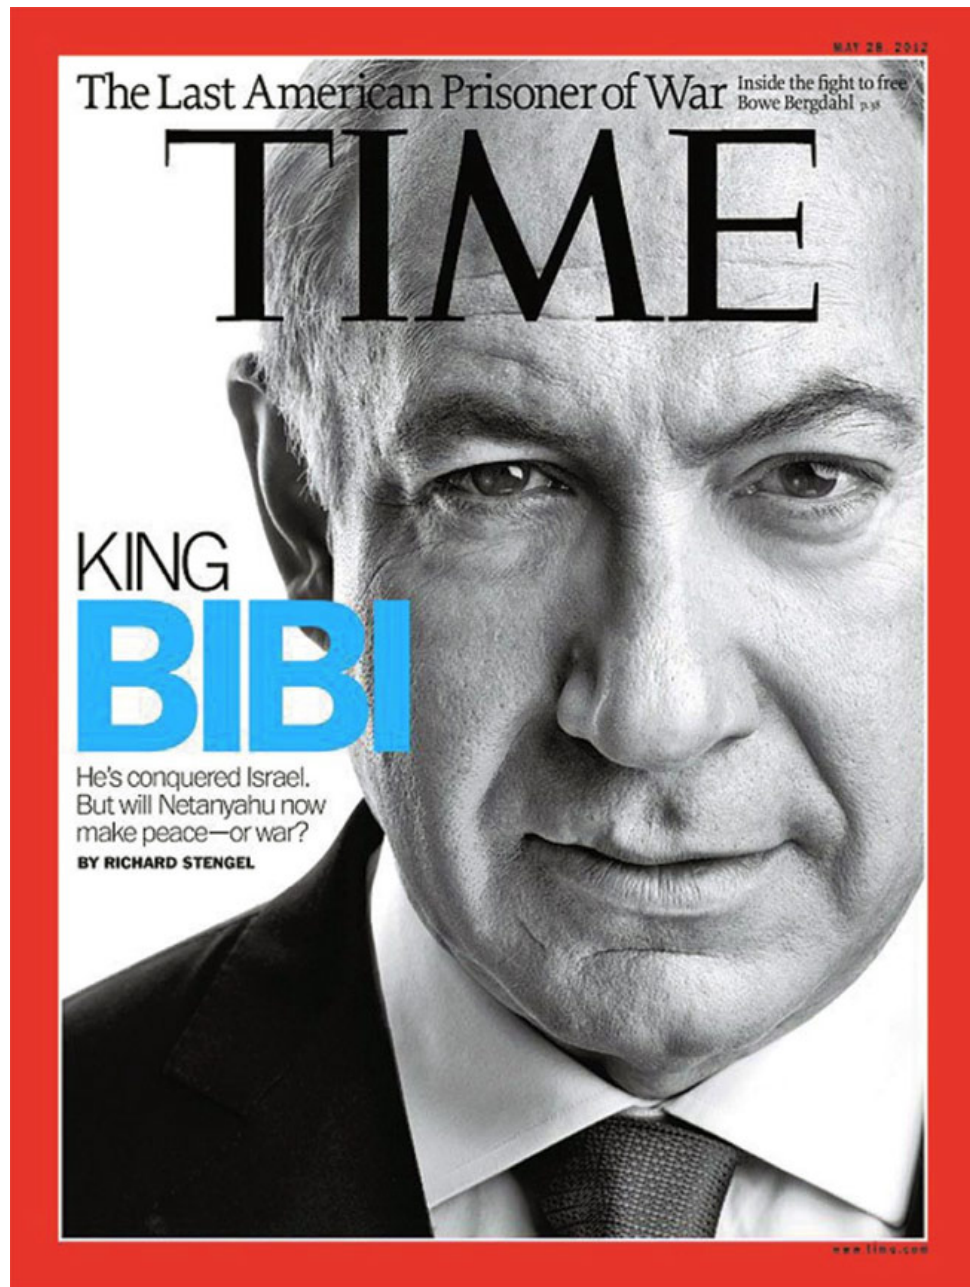 MAY 28, 2012
The Last American Prisoner of War
Inside the fight to free
Bowe Bergdahl p.38
TIME
KING
BIBI
He's conquered Israel.
But will Netanyahu now
make peace—or war?
BY RICHARD STENGEL
www.time.com